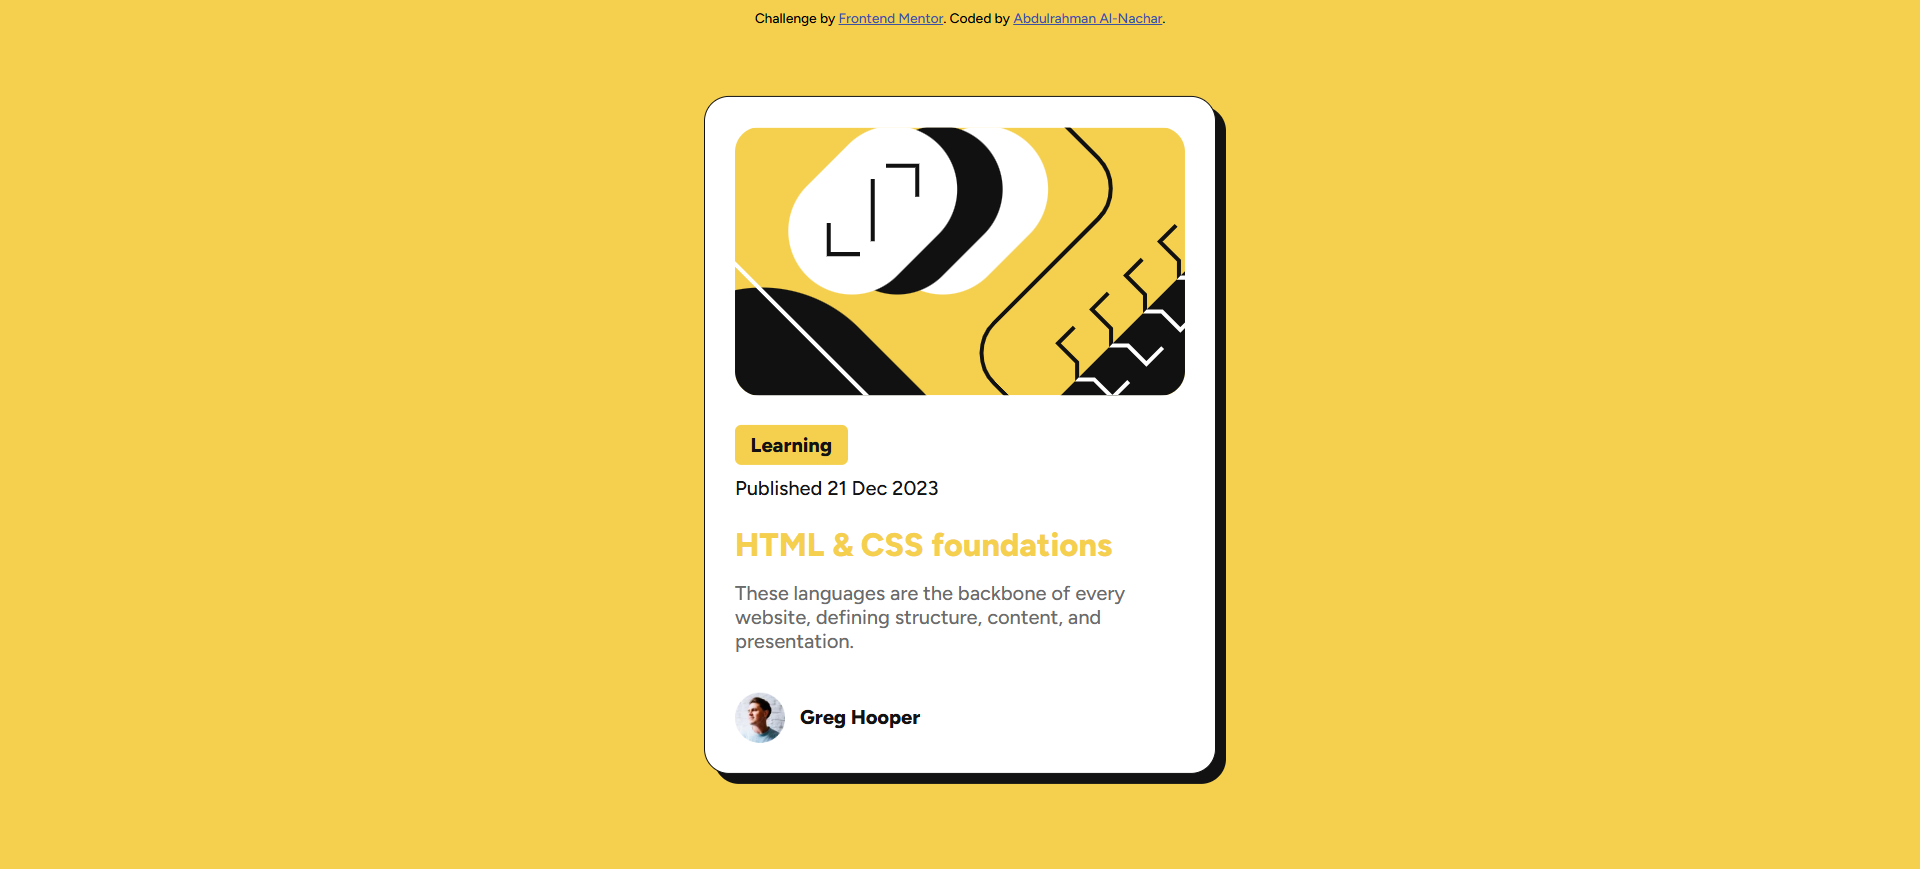 Challenge by Frontend Mentor. Coded by Abdulrahman Al-Nachar.
Learning
Published 21 Dec 2023
HTML & CSS foundations
These languages are the backbone of every
website, defining structure, content, and
presentation.
Greg Hooper